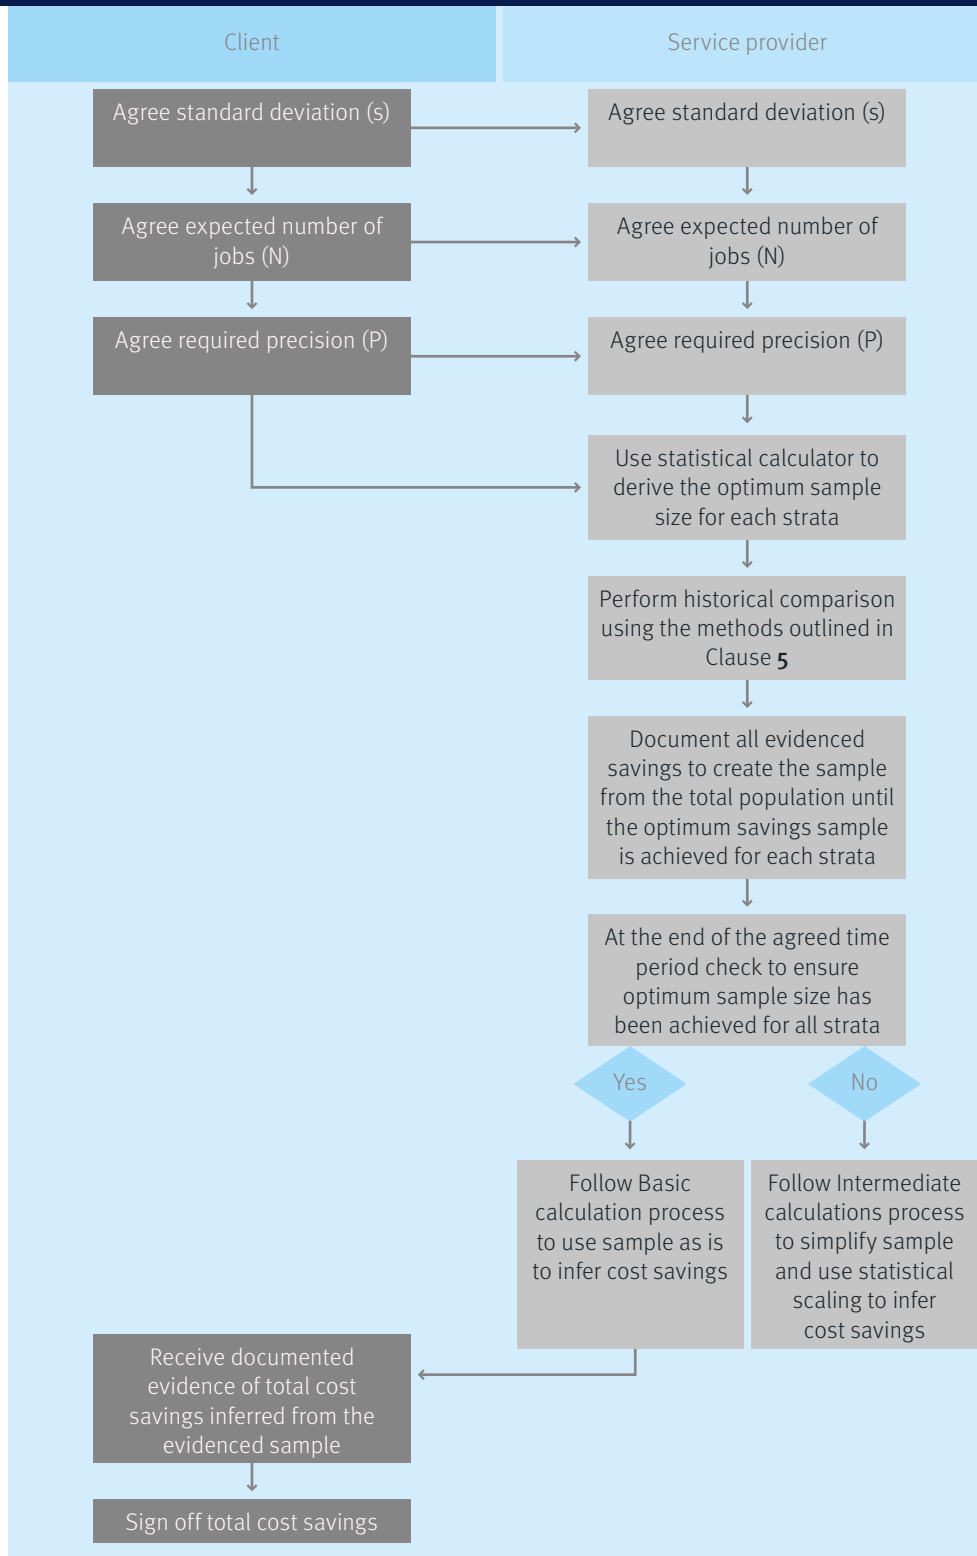 Client
Service provider
Agree standard deviation (s)
Agree standard deviation (s)
Agree expected number of
jobs (N)
Agree expected number of
jobs (N)
Agree required precision (P)
Agree required precision (P)
Use statistical calculator to
derive the optimum sample
size for each strata
Perform historical comparison
using the methods outlined in
Clause 5
Document all evidenced
savings to create the sample
from the total population until
the optimum savings sample
is achieved for each strata
At the end of the agreed time
period check to ensure
optimum sample size has
been achieved for all strata
Yes
No
Follow Basic
calculation process
to use sample as is
to infer cost savings
Follow Intermediate
calculations process
to simplify sample
and use statistical
scaling to infer
cost savings
Receive documented
evidence of total cost
savings inferred from the
evidenced sample
Sign off total cost savings